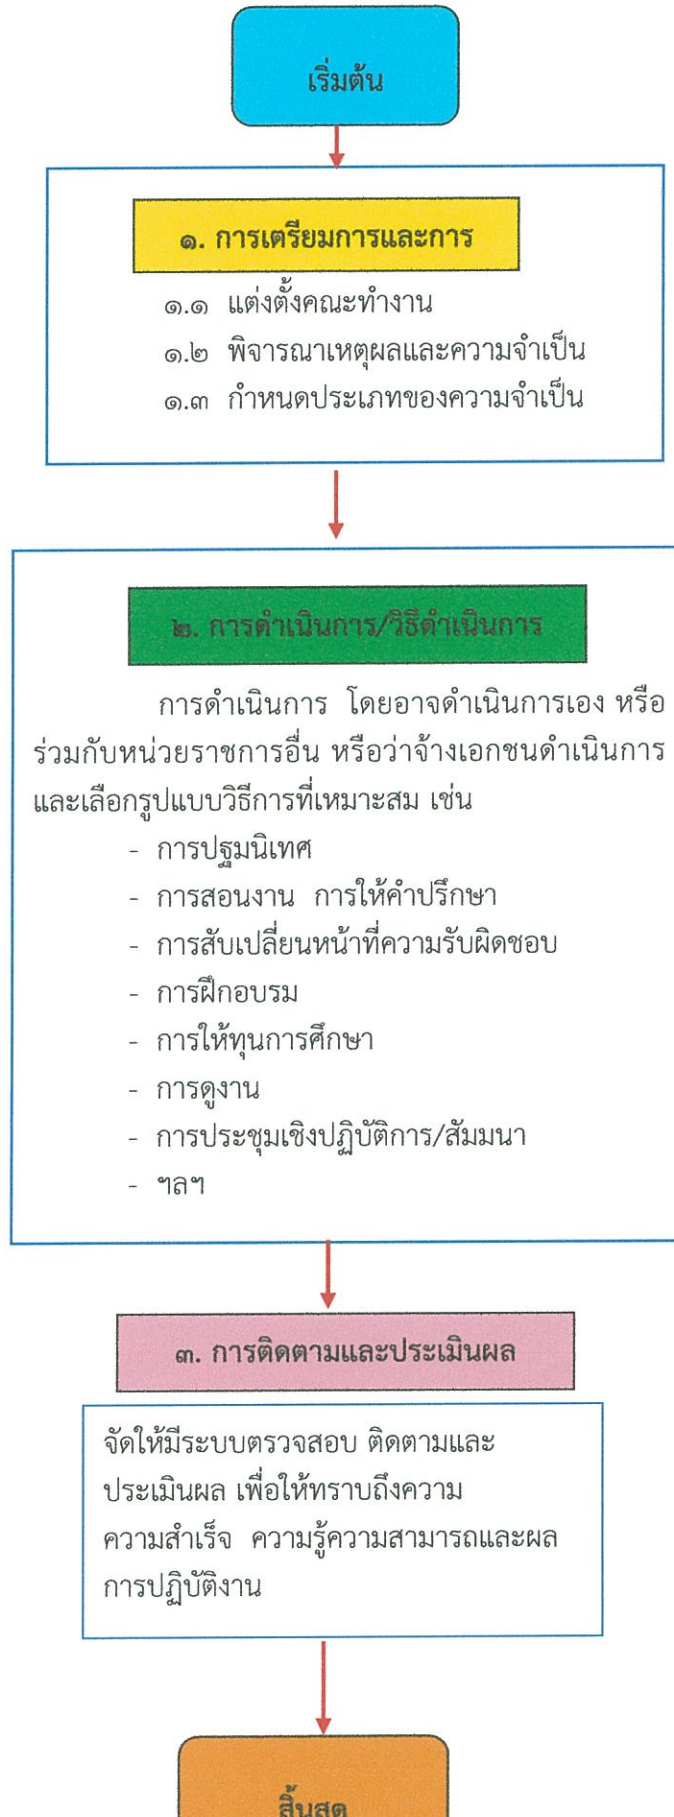 เริ่มต้น
๑. การเตรียมการและการ
๑.๑ แต่งตั้งคณะทำงาน
๑.๒ พิจารณาเหตุผลและความจำเป็น
๑.๓ กำหนดประเภทของความจำเป็น
๒. การดำเนินการ/วิธีดำเนินการ
การดำเนินการ โดยอาจดำเนินการเอง หรือ
ร่วมกับหน่วยราชการอื่น หรือว่าจ้างเอกชนดำเนินการ
และเลือกรูปแบบวิธีการที่เหมาะสม เช่น
- การปฐมนิเทศ
- การสอนงาน การให้คำปรึกษา
- การสับเปลี่ยนหน้าที่ความรับผิดชอบ
- การฝึกอบรม
- การให้ทุนการศึกษา
- การดูงาน
- การประชุมเชิงปฏิบัติการ/สัมมนา
- ฯลฯ
๓. การติดตามและประเมินผล
จัดให้มีระบบตรวจสอบ ติดตามและ
ประเมินผล เพื่อให้ทราบถึงความ
ความสำเร็จ ความรู้ความสามารถและผล
การปฏิบัติงาน
สิ้นสุด